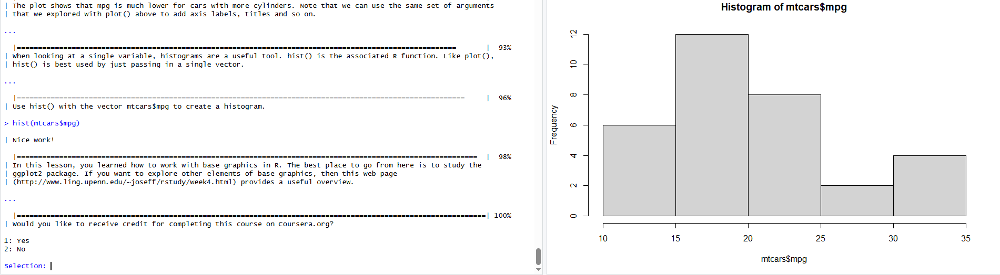 | The plot shows that mpg is much lower for cars with more cylinders. Note that we can use the same set of arguments
| that we explored with plot() above to add axis labels, titles and so on.
...
|========================================================================================================= | 93%
| When looking at a single variable, histograms are a useful tool. hist() is the associated R function. Like plot(),
| hist() is best used by just passing in a single vector.
...
|=========================================================================================================== | 96%
| Use hist() with the vector mtcars$mpg to create a histogram.
> hist(mtcars$mpg)
| Nice work!
|============================================================================================================== | 98%
| In this lesson, you learned how to work with base graphics in R. The best place to go from here is to study the
| ggplot2 package. If you want to explore other elements of base graphics, then this web page
| (http://www.ling.upenn.edu/~joseff/rstudy/week4.html) provides a useful overview.
...
|================================================================================================================| 100%
| Would you like to receive credit for completing this course on Coursera.org?
1: Yes
2: No
Selection:
Histogram of mtcars$mpg
Frequency
12
10
8
6
4
2
0
10 15 20 25 30 35
mtcars$mpg